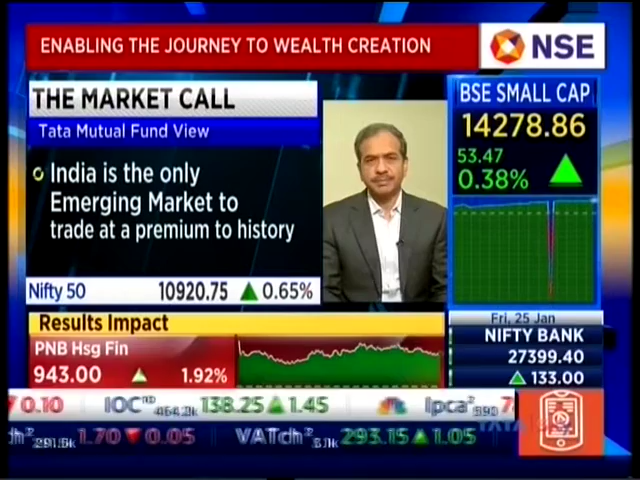 ENABLING THE JOURNEY TO WEALTH CREATION
NSE
THE MARKET CALL
Tata Mutual Fund View
India is the only
Emerging Market to
trade at a premium to history
Nifty 50 10920.75 0.65%
BSE SMALL CAP
14278.86
53.47
0.38%
Results Impact
PNB Hsg Fin
943.00 1.92%
Fri, 25 Jan
NIFTY BANK
27399.40
133.00
0.10 IOC 138.25 1.45 Ipca
1.70 0.05 VATch 293.15 1.05
TATA